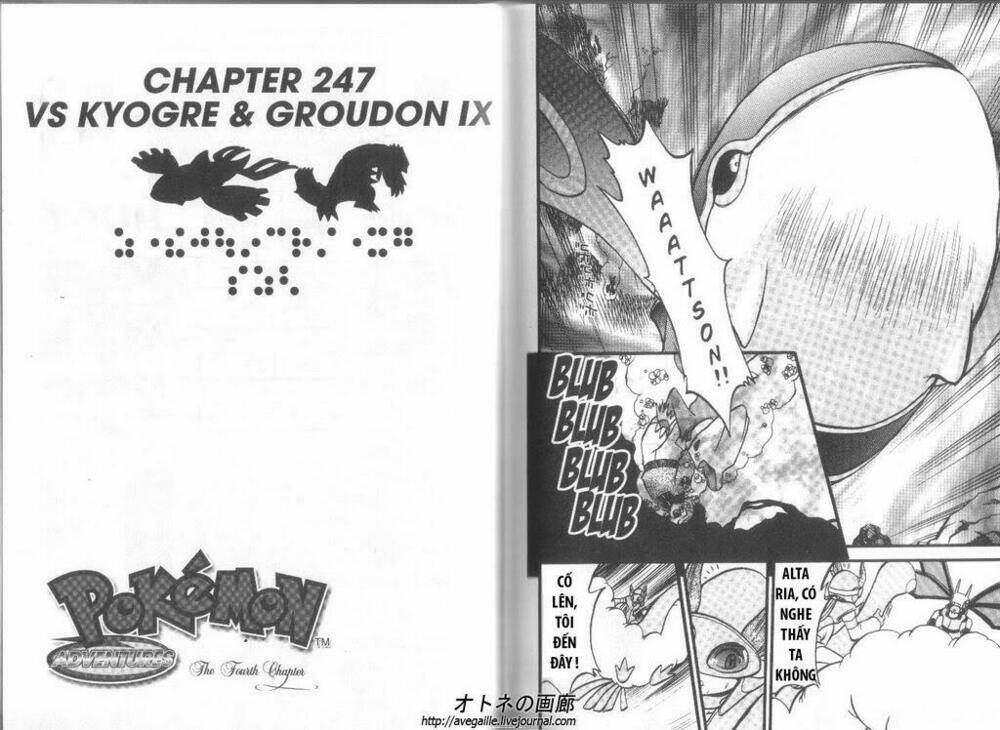 CHAPTER 247
VS KYOGRE & GROUDON IX
POKéMON
TM
ADVENTURES
The Fourth Chapter
WAAATTSON!!
BLUB
BLUB
BLUB
BLUB
CỐ
LÊN,
TÔI
ĐẾN
ĐÂY!
ALTA
RIA, CÓ
NGHE
THẤY
TA
KHÔNG
オトネの画廊
http://avegaille.livejournal.com